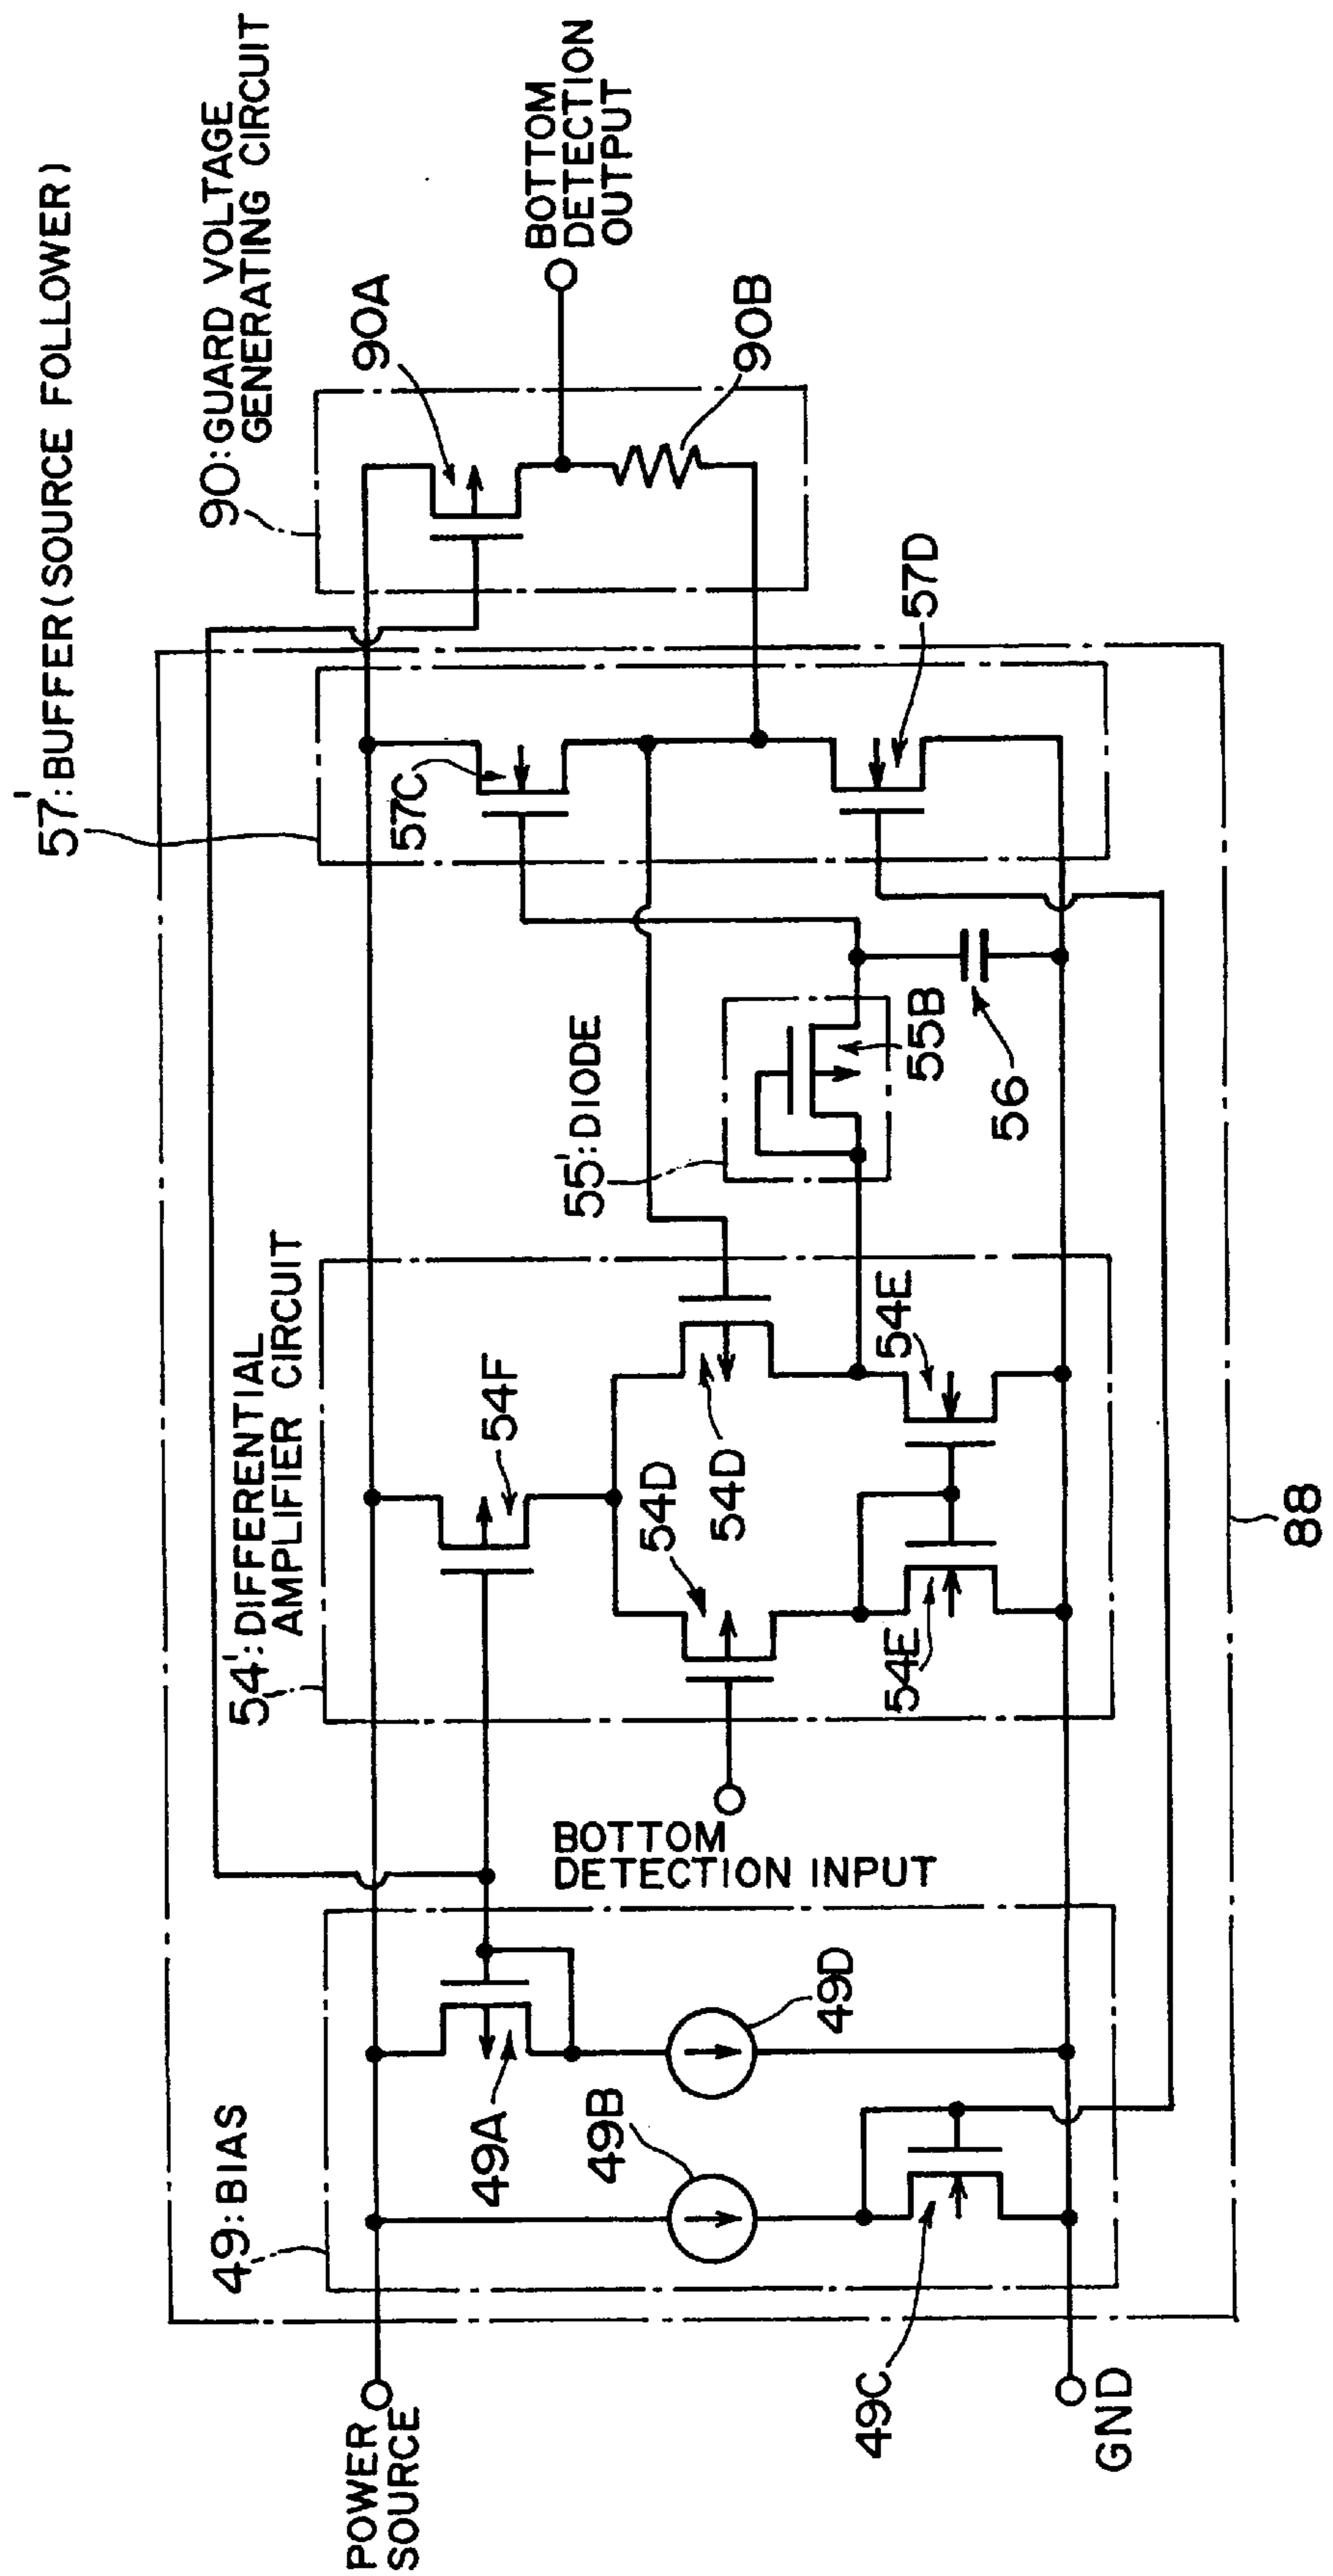 57': BUFFER (SOURCE FOLLOWER)
90: GUARD VOLTAGE
GENERATING CIRCUIT
90A
BOTTOM
DETECTION
OUTPUT
90B
57C
57D
54': DIFFERENTIAL
AMPLIFIER CIRCUIT
54F
54D
54D
54E
54E
55': DIODE
55B
56
BOTTOM
DETECTION INPUT
49: BIAS
49A
49B
49D
49C
POWER
SOURCE
GND
88